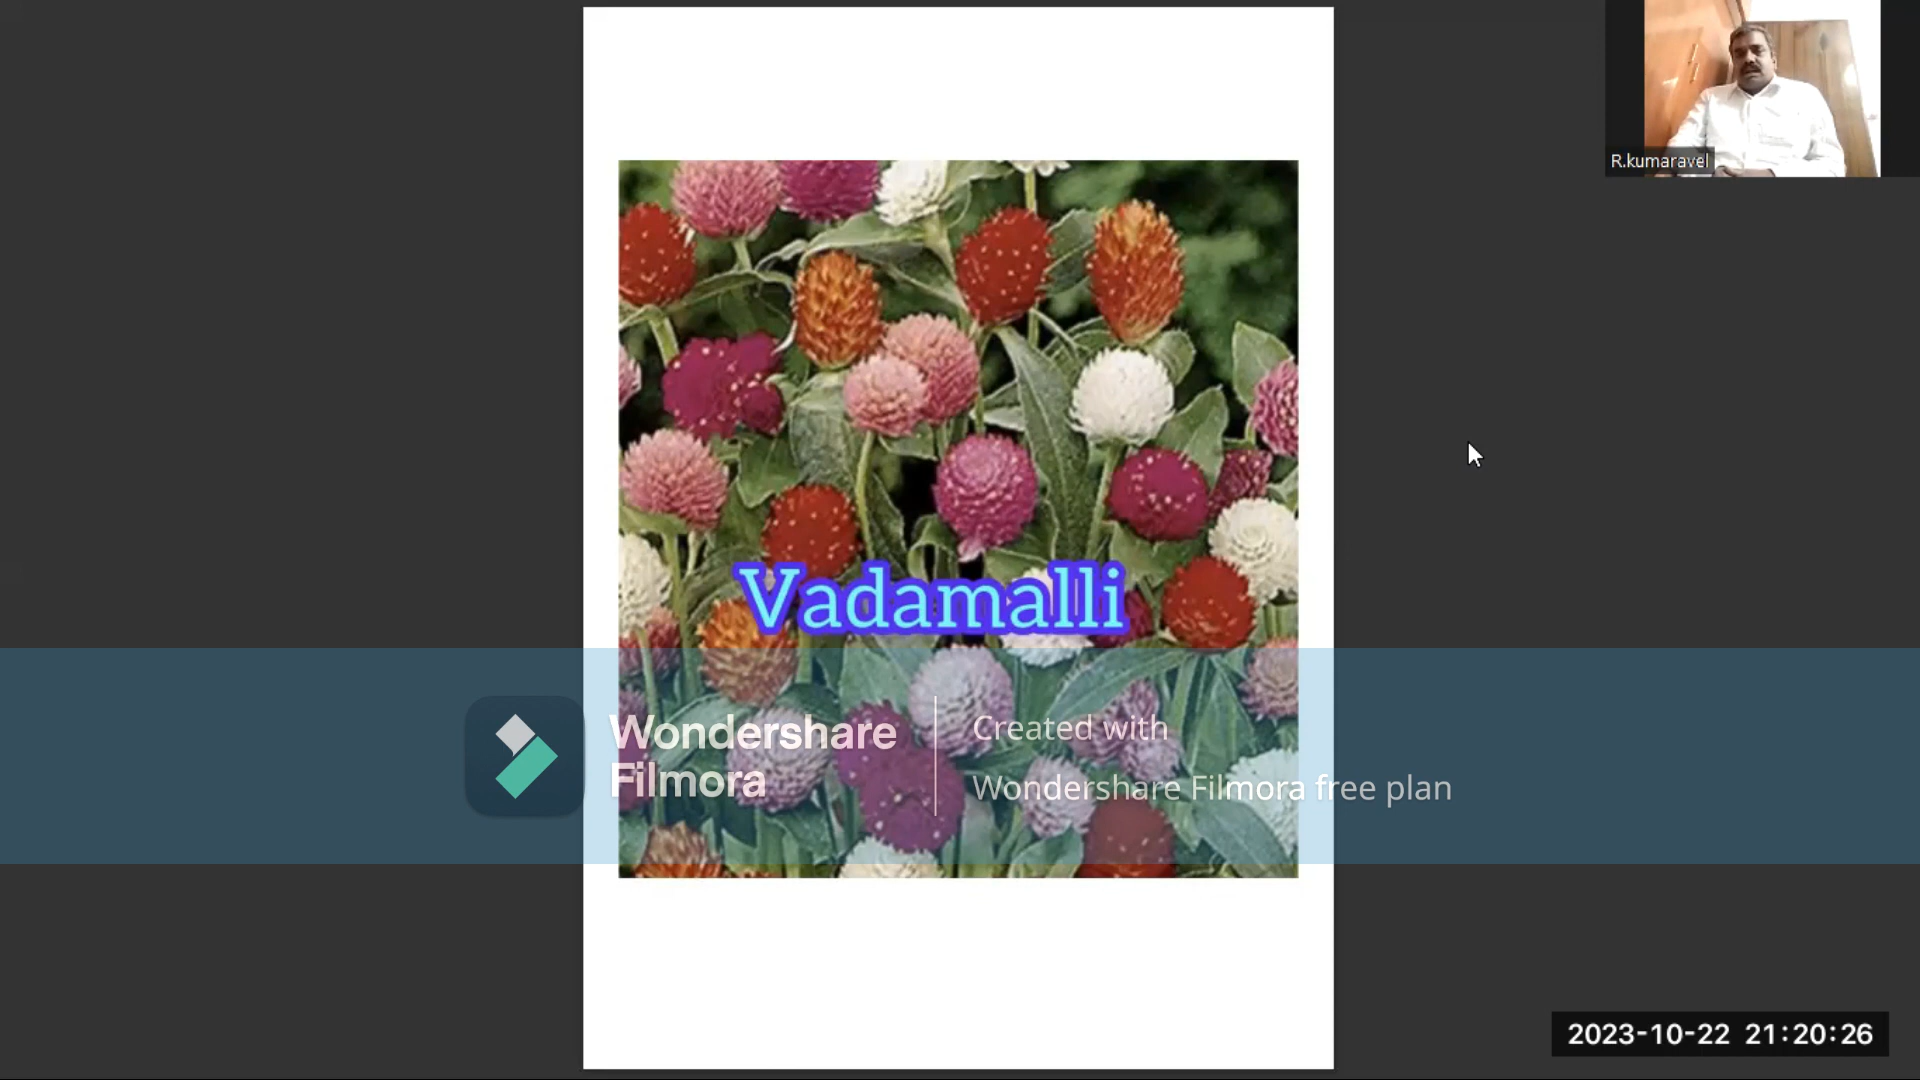 R.kumaravel
Vadamalli
Wondershare
Filmora
Created with
Wondershare Filmora free plan
2023-10-22 21:20:26